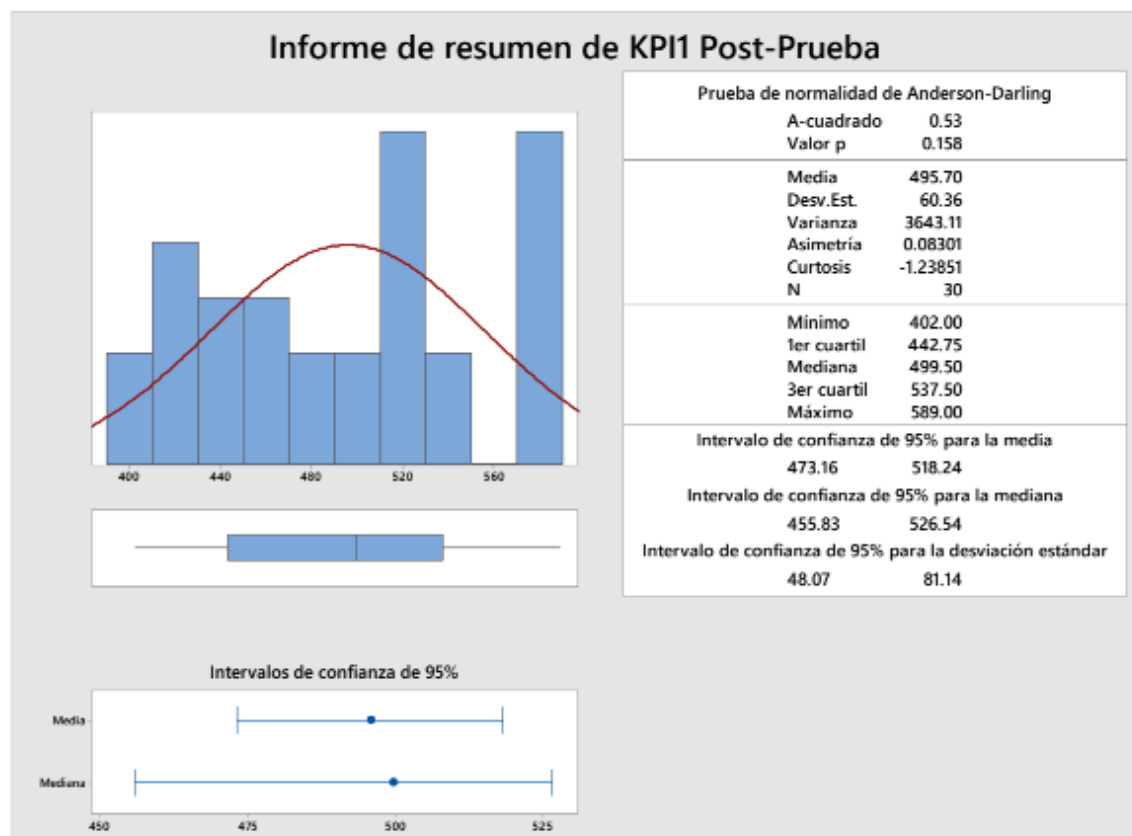 Informe de resumen de KPI1 Post-Prueba
Prueba de normalidad de Anderson-Darling
A-cuadrado 0.53
Valor p 0.158
Media 495.70
Desv.Est. 60.36
Varianza 3643.11
Asimetría 0.08301
Curtosis -1.23851
N 30
Mínimo 402.00
1er cuartil 442.75
Mediana 499.50
3er cuartil 537.50
Máximo 589.00
Intervalo de confianza de 95% para la media
473.16 518.24
Intervalo de confianza de 95% para la mediana
455.83 526.54
Intervalo de confianza de 95% para la desviación estándar
48.07 81.14
400 440 480 520 560
Intervalos de confianza de 95%
Media
Mediana
450 475 500 525